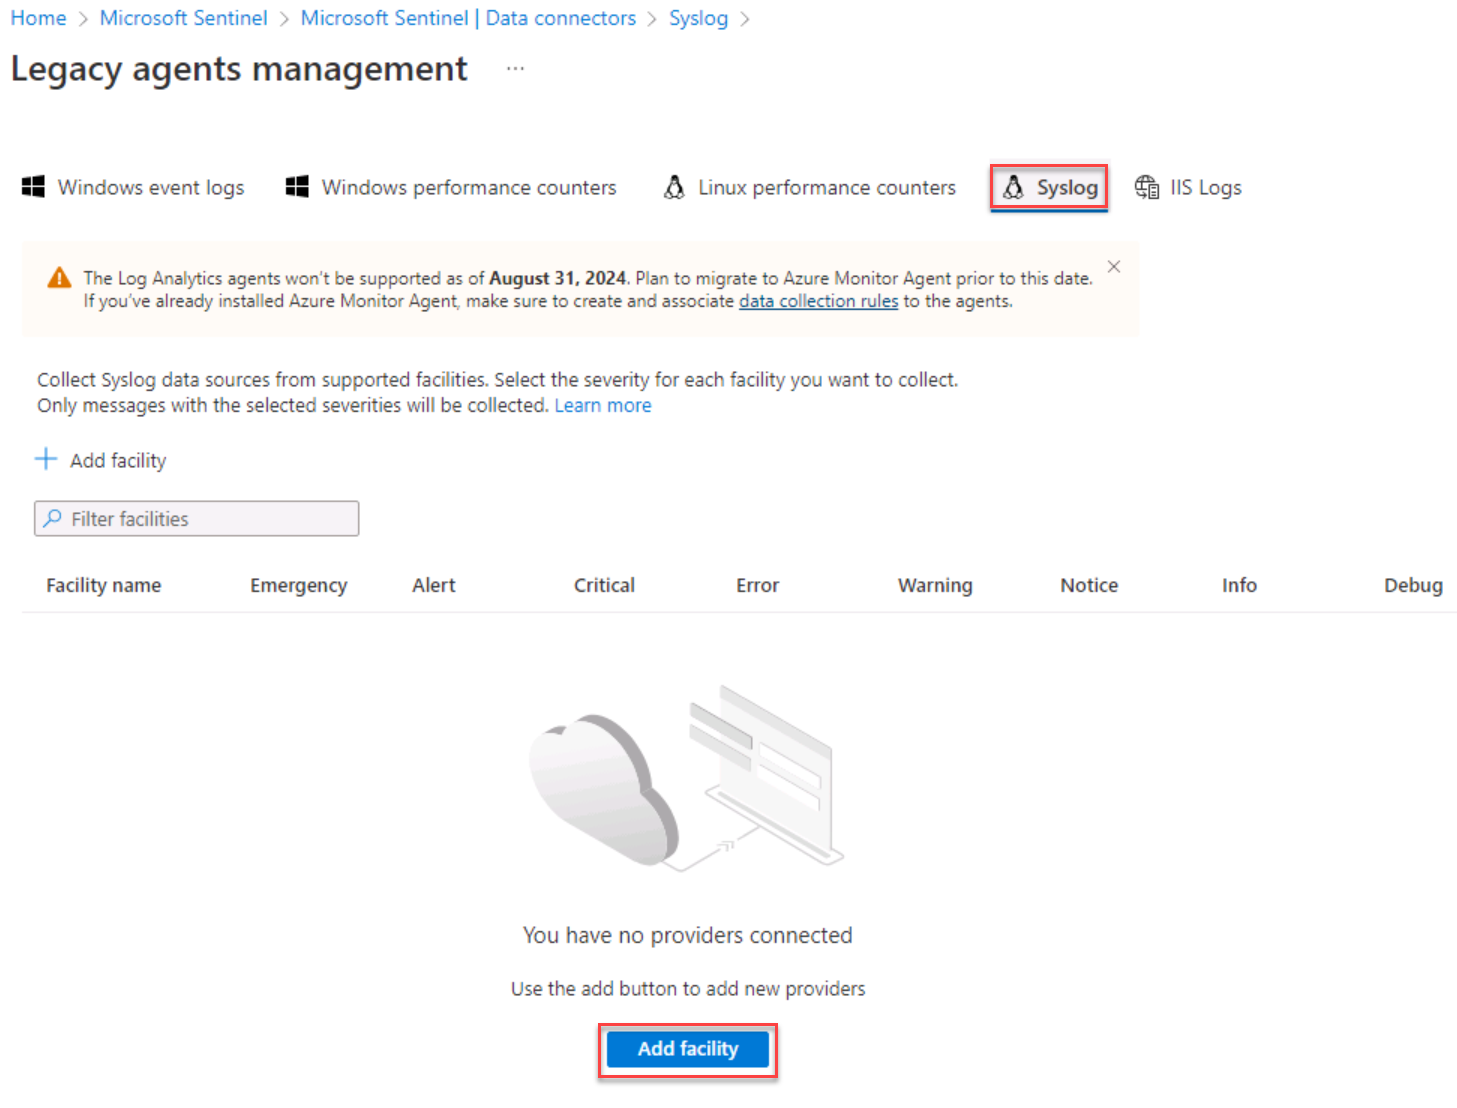 Home > Microsoft Sentinel > Microsoft Sentinel | Data connectors > Syslog >
Legacy agents management ...
Windows event logs Windows performance counters Linux performance counters Syslog IIS Logs
The Log Analytics agents won't be supported as of August 31, 2024. Plan to migrate to Azure Monitor Agent prior to this date.
If you've already installed Azure Monitor Agent, make sure to create and associate data collection rules to the agents.
Collect Syslog data sources from supported facilities. Select the severity for each facility you want to collect.
Only messages with the selected severities will be collected. Learn more
Add facility
Filter facilities
Facility name Emergency Alert Critical Error Warning Notice Info Debug
You have no providers connected
Use the add button to add new providers
Add facility